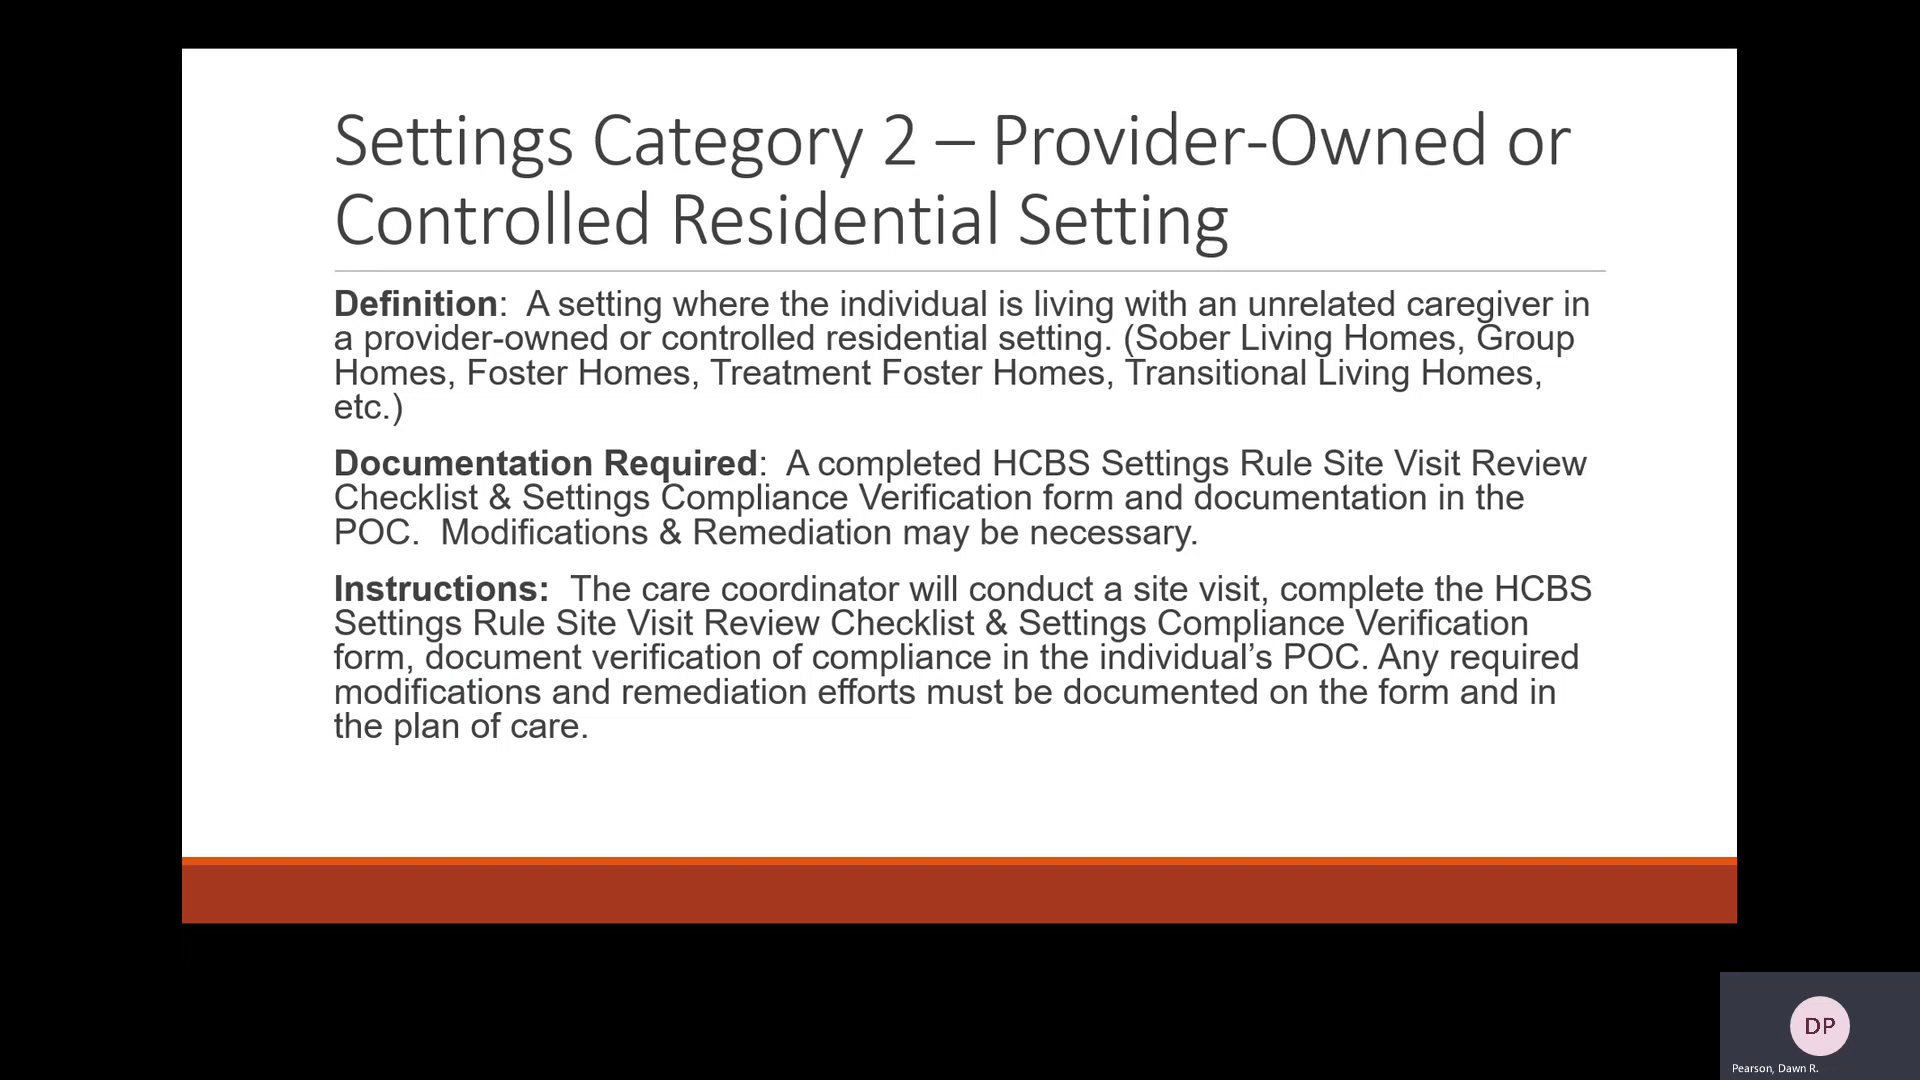 Settings Category 2 – Provider-Owned or
Controlled Residential Setting
Definition:  A setting where the individual is living with an unrelated caregiver in
a provider-owned or controlled residential setting. (Sober Living Homes, Group
Homes, Foster Homes, Treatment Foster Homes, Transitional Living Homes,
etc.)
Documentation Required:  A completed HCBS Settings Rule Site Visit Review
Checklist & Settings Compliance Verification form and documentation in the
POC.  Modifications & Remediation may be necessary.
Instructions:  The care coordinator will conduct a site visit, complete the HCBS
Settings Rule Site Visit Review Checklist & Settings Compliance Verification
form, document verification of compliance in the individual’s POC. Any required
modifications and remediation efforts must be documented on the form and in
the plan of care.
DP
Pearson, Dawn R.